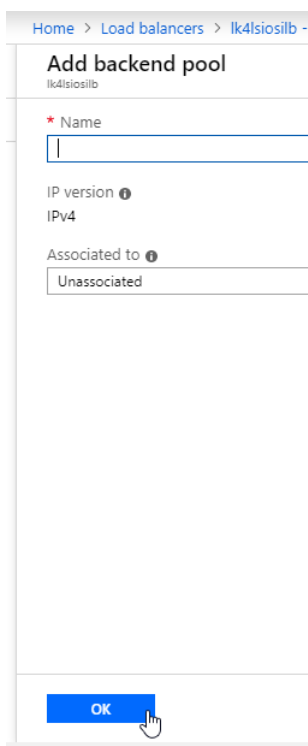 Home > Load balancers > lk4lsiosilb -
Add backend pool
lk4lsiosilb
* Name
IP version
IPv4
Associated to
Unassociated
OK